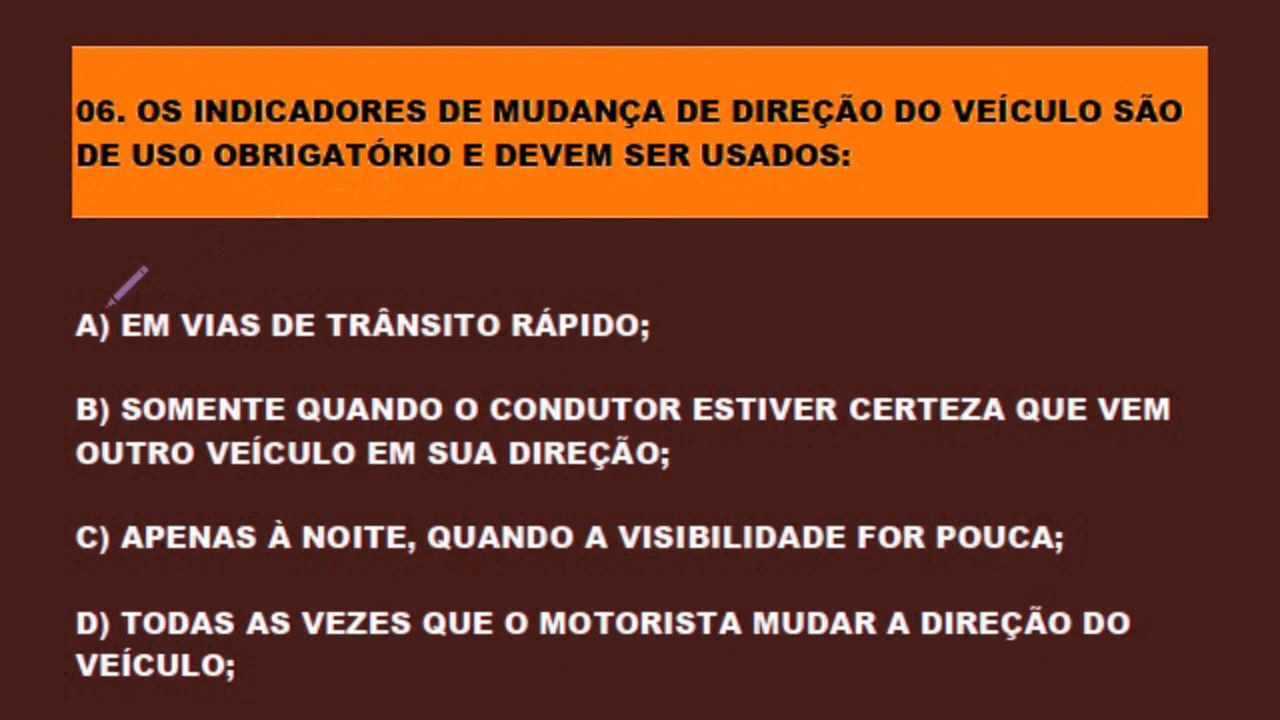 06. OS INDICADORES DE MUDANÇA DE DIREÇÃO DO VEÍCULO SÃO
DE USO OBRIGATÓRIO E DEVEM SER USADOS:
A) EM VIAS DE TRÂNSITO RÁPIDO;
B) SOMENTE QUANDO O CONDUTOR ESTIVER CERTEZA QUE VEM
OUTRO VEÍCULO EM SUA DIREÇÃO;
C) APENAS À NOITE, QUANDO A VISIBILIDADE FOR POUCA;
D) TODAS AS VEZES QUE O MOTORISTA MUDAR A DIREÇÃO DO
VEÍCULO;